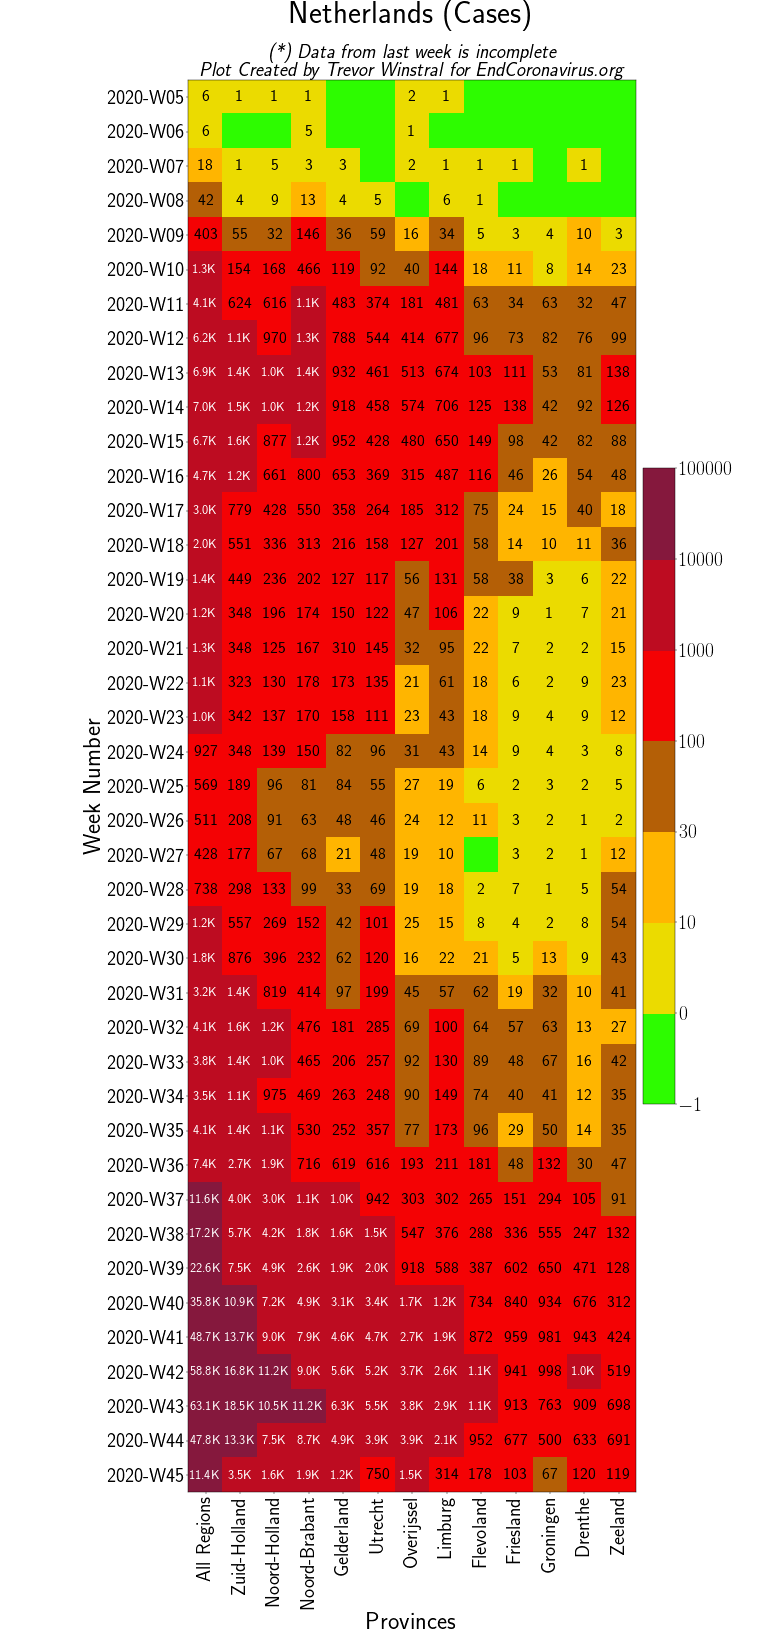 Netherlands (Cases)
(*) Data from last week is incomplete
Plot Created by Trevor Winstral for EndCoronavirus.org
2020-W05 6 1 1 1 2 1
2020-W06 6 5 1
2020-W07 18 1 5 3 3 2 1 1 1 1
2020-W08 42 4 9 13 4 5 6 1
2020-W09 403 55 32 146 36 59 16 34 5 3 4 10 3
2020-W10 1.3K 154 168 466 119 92 40 144 18 11 8 14 23
2020-W11 4.1K 624 616 1.1K 483 374 181 481 63 34 63 32 47
2020-W12 6.2K 1.1K 970 1.3K 788 544 414 677 96 73 82 76 99
2020-W13 6.9K 1.4K 1.0K 1.4K 932 461 513 674 103 111 53 81 138
2020-W14 7.0K 1.5K 1.0K 1.2K 918 458 574 706 125 138 42 92 126
2020-W15 6.7K 1.6K 877 1.2K 952 428 480 650 149 98 42 82 88
2020-W16 4.7K 1.2K 661 800 653 369 315 487 116 46 26 54 48
2020-W17 3.0K 779 428 550 358 264 185 312 75 24 15 40 18
2020-W18 2.0K 551 336 313 216 158 127 201 58 14 10 11 36
2020-W19 1.4K 449 236 202 127 117 56 131 58 38 3 6 22
2020-W20 1.2K 348 196 174 150 122 47 106 22 9 1 7 21
2020-W21 1.3K 348 125 167 310 145 32 95 22 7 2 2 15
2020-W22 1.1K 323 130 178 173 135 21 61 18 6 2 9 23
2020-W23 1.0K 342 137 170 158 111 23 43 18 9 4 9 12
2020-W24 927 348 139 150 82 96 31 43 14 9 4 3 8
2020-W25 569 189 96 81 84 55 27 19 6 2 3 2 5
2020-W26 511 208 91 63 48 46 24 12 11 3 2 1 2
2020-W27 428 177 67 68 21 48 19 10 3 2 1 12
2020-W28 738 298 133 99 33 69 19 18 2 7 1 5 54
2020-W29 1.2K 557 269 152 42 101 25 15 8 4 2 8 54
2020-W30 1.8K 876 396 232 62 120 16 22 21 5 13 9 43
2020-W31 3.2K 1.4K 819 414 97 199 45 57 62 19 32 10 41
2020-W32 4.1K 1.6K 1.2K 476 181 285 69 100 64 57 63 13 27
2020-W33 3.8K 1.4K 1.0K 465 206 257 92 130 89 48 67 16 42
2020-W34 3.5K 1.1K 975 469 263 248 90 149 74 40 41 12 35
2020-W35 4.1K 1.4K 1.1K 530 252 357 77 173 96 29 50 14 35
2020-W36 7.4K 2.7K 1.9K 716 619 616 193 211 181 48 132 30 47
2020-W37 11.6K 4.0K 3.0K 1.1K 1.0K 942 303 302 265 151 294 105 91
2020-W38 17.2K 5.7K 4.2K 1.8K 1.6K 1.5K 547 376 288 336 555 247 132
2020-W39 22.6K 7.5K 4.9K 2.6K 1.9K 2.0K 918 588 387 602 650 471 128
2020-W40 35.8K 10.9K 7.2K 4.9K 3.1K 3.4K 1.7K 1.2K 734 840 934 676 312
2020-W41 48.7K 13.7K 9.0K 7.9K 4.6K 4.7K 2.7K 1.9K 872 959 981 943 424
2020-W42 58.8K 16.8K 11.2K 9.0K 5.6K 5.2K 3.7K 2.6K 1.1K 941 998 1.0K 519
2020-W43 63.1K 18.5K 10.5K 11.2K 6.3K 5.5K 3.8K 2.9K 1.1K 913 763 909 698
2020-W44 47.8K 13.3K 7.5K 8.7K 4.9K 3.9K 3.9K 2.1K 952 677 500 633 691
2020-W45 11.4K 3.5K 1.6K 1.9K 1.2K 750 1.5K 314 178 103 67 120 119
Week Number
All Regions
Zuid-Holland
Noord-Holland
Noord-Brabant
Gelderland
Utrecht
Overijssel
Limburg
Flevoland
Friesland
Groningen
Drenthe
Zeeland
Provinces
100000
10000
1000
100
30
10
0
−1